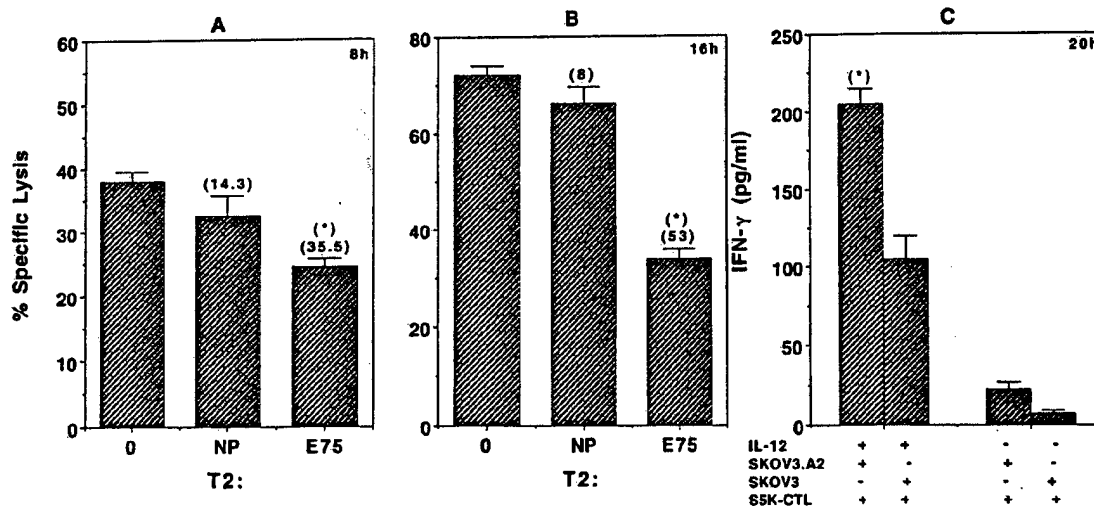 A
8h
% Specific Lysis
60
50
40
30
20
10
0
(14.3)
(*)
(35.5)
0 NP E75
T2:
B
16h
80
60
40
20
0
(8)
(*)
(53)
0 NP E75
T2:
C
20h
IFN-γ (pg/ml)
250
200
150
100
50
0
(*)
IL-12 + + - -
SKOV3.A2 + - + -
SKOV3 - + - +
S5K-CTL + + + +